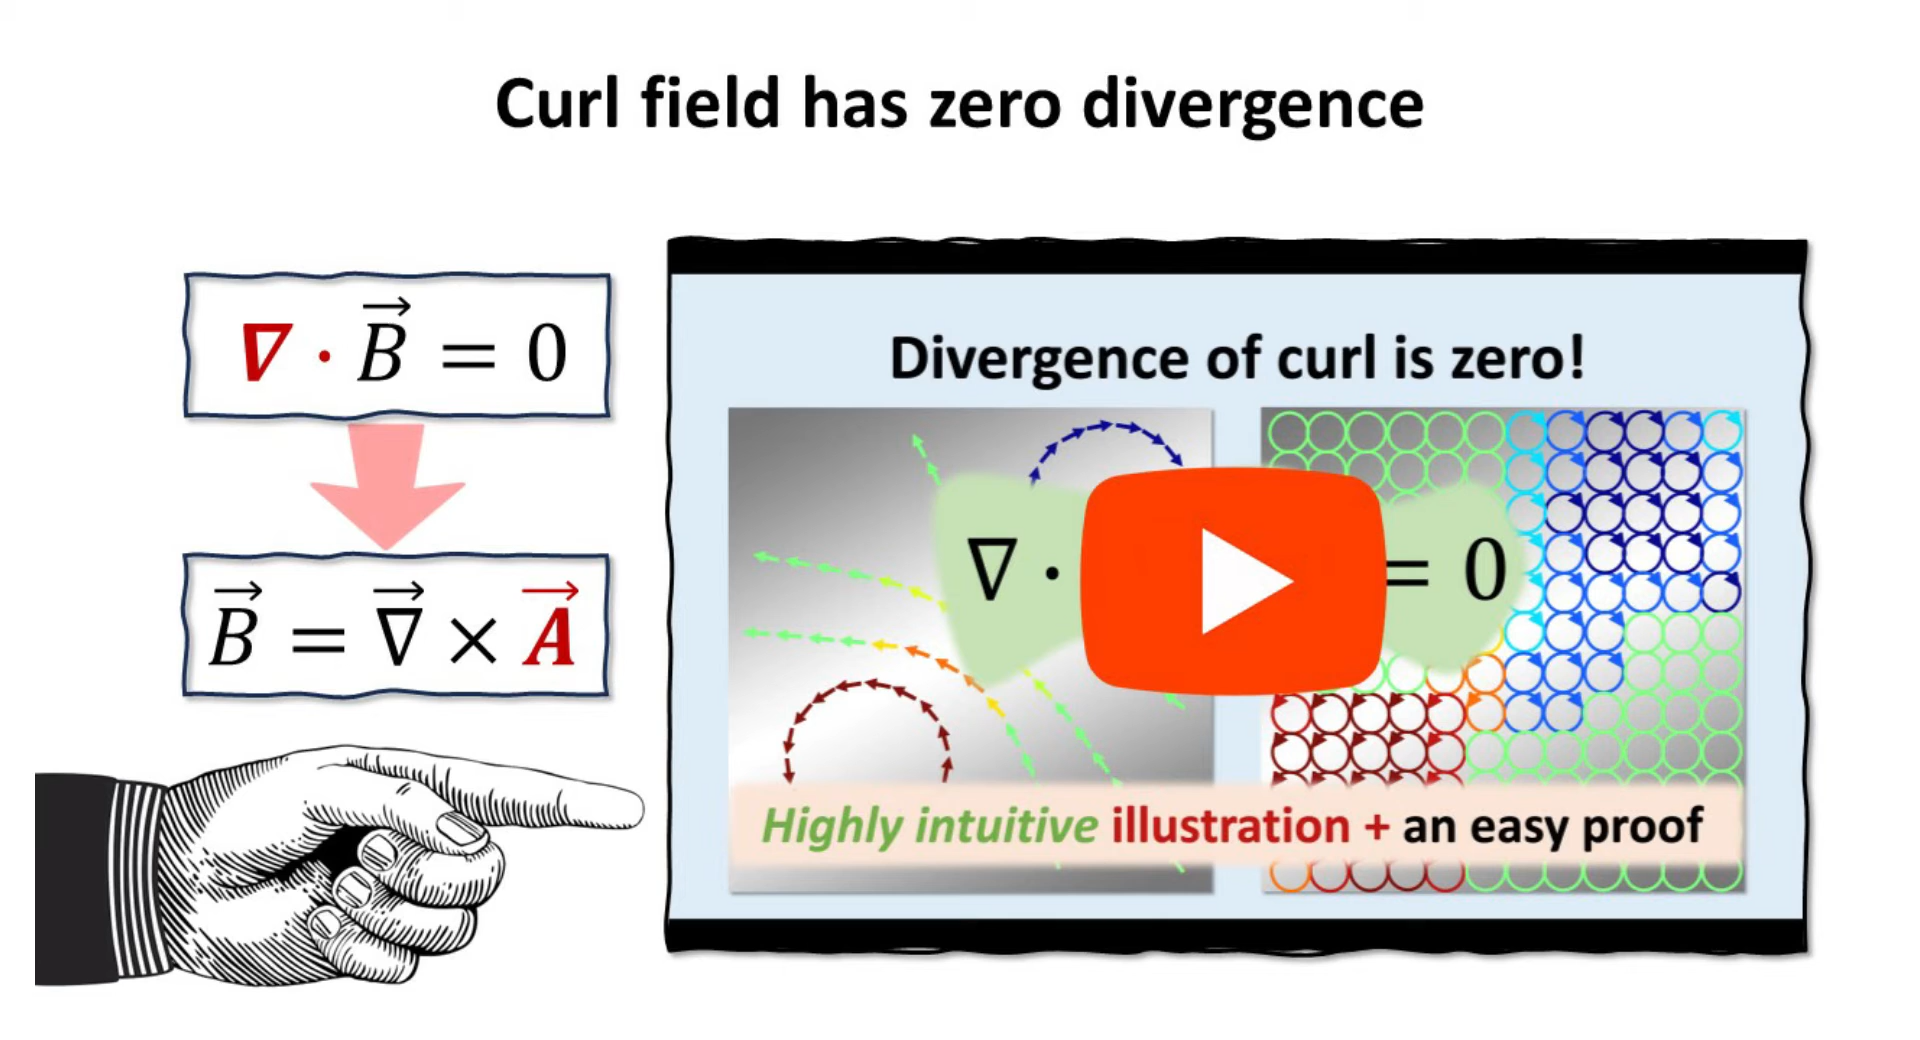 Curl field has zero divergence
∇ · B⃗ = 0
B⃗ = ∇⃗ × A⃗
Divergence of curl is zero!
∇ · = 0
Highly intuitive illustration + an easy proof